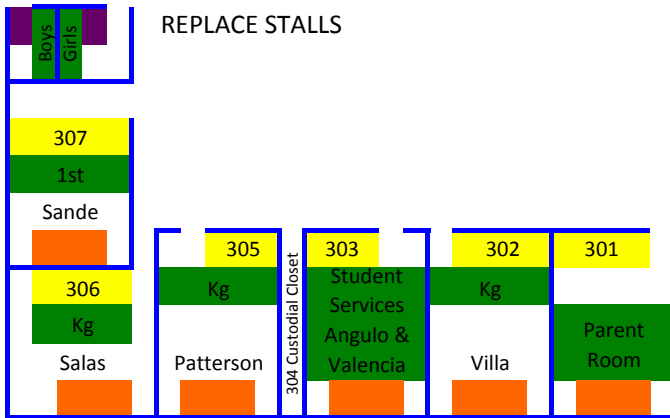 REPLACE STALLS
Boys
Girls
307
1st
Sande
306
Kg
Salas
305
Kg
Patterson
304 Custodial Closet
303
Student
Services
Angulo &
Valencia
302
Kg
Villa
301
Parent
Room